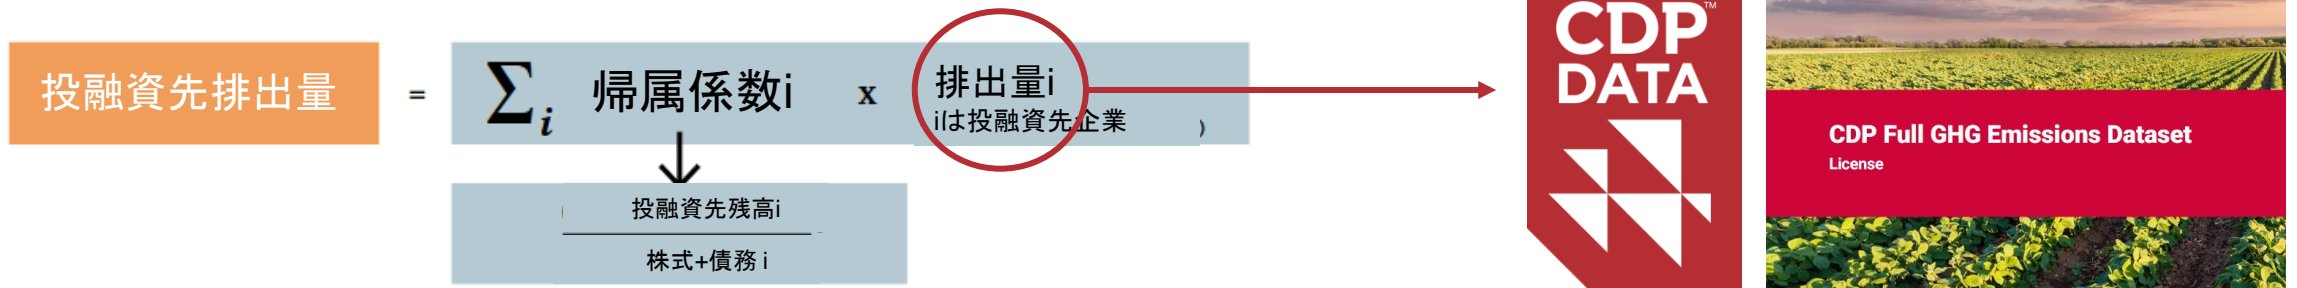 投融資先排出量 = ∑i 帰属係数i x 排出量i
iは投融資先企業
)
投融資先残高i
株式+債務 i
CDP™
DATA
CDP Full GHG Emissions Dataset
License